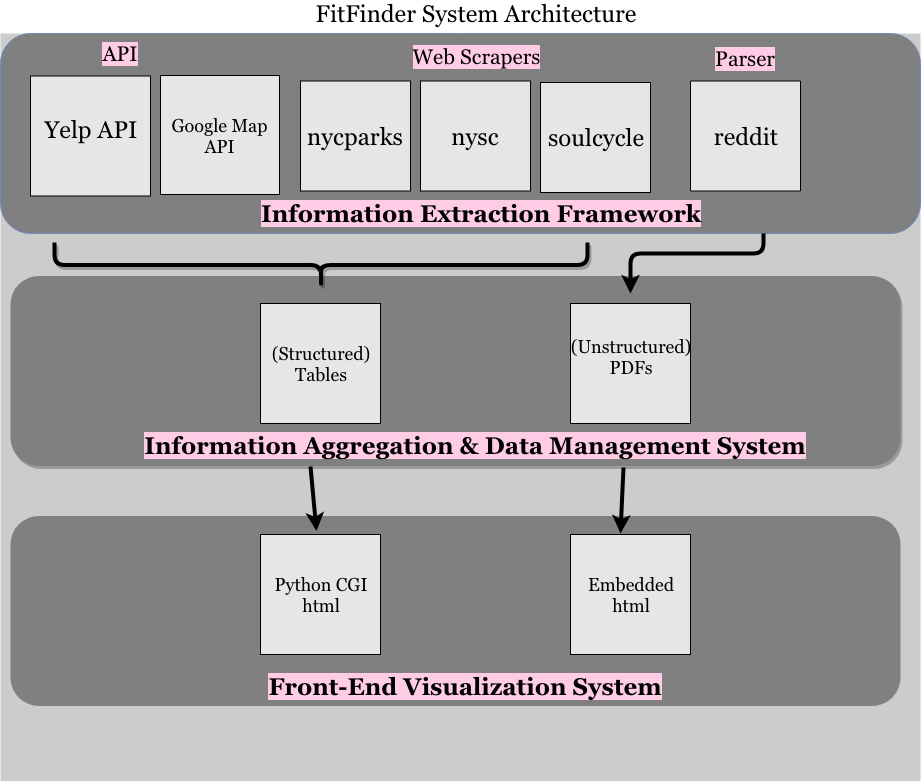 FitFinder System Architecture
API
Web Scrapers
Parser
Yelp API
Google Map
API
nycparks
nysc
soulcycle
reddit
Information Extraction Framework
(Structured)
Tables
(Unstructured)
PDFs
Information Aggregation & Data Management System
Python CGI
html
Embedded
html
Front-End Visualization System